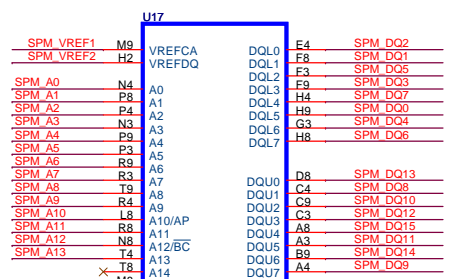 U17
SPM_VREF1 M9 VREFCA DQL0 E4 SPM_DQ2
SPM_VREF2 H2 VREFDQ DQL1 F8 SPM_DQ1
DQL2 F3 SPM_DQ5
SPM_A0 N4 A0 DQL3 F9 SPM_DQ3
SPM_A1 P8 A1 DQL4 H4 SPM_DQ7
SPM_A2 P4 A2 DQL5 H9 SPM_DQ0
SPM_A3 N3 A3 DQL6 G3 SPM_DQ4
SPM_A4 P9 A4 DQL7 H8 SPM_DQ6
SPM_A5 P3 A5
SPM_A6 R9 A6
SPM_A7 R3 A7 DQU0 D8 SPM_DQ13
SPM_A8 T9 A8 DQU1 C4 SPM_DQ8
SPM_A9 R4 A9 DQU2 C9 SPM_DQ10
SPM_A10 L8 A10/AP DQU3 C3 SPM_DQ12
SPM_A11 R8 A11 DQU4 A8 SPM_DQ15
SPM_A12 N8 A12/BC DQU5 A3 SPM_DQ11
SPM_A13 T4 A13 DQU6 B9 SPM_DQ14
T8 A14 DQU7 A4 SPM_DQ9